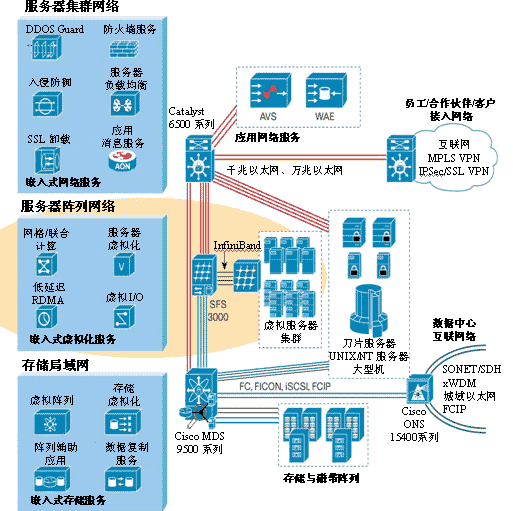 服务器集群网络
DDOS Guard
防火墙服务
入侵防御
服务器
负载均衡
SSL 卸载
应用
消息服务
AON
嵌入式网络服务
服务器阵列网络
网格/联合
计算
服务器
虚拟化
V
低延迟
RDMA
虚拟I/O
嵌入式虚拟化服务
存储局域网
虚拟阵列
存储
虚拟化
阵列辅助
应用
数据复制
服务
嵌入式存储服务
Catalyst
6500 系列
AVS
WAE
应用网络服务
员工/合作伙伴/客户
接入网络
互联网
MPLS VPN
IPSec/SSL VPN
千兆以太网、万兆以太网
InfiniBand
SFS
3000
虚拟服务器
集群
刀片服务器
UNIX/NT 服务器
大型机
数据中心
互联网络
SONET/SDH
xWDM
城域以太网
FCIP
FC, FICON, iSCSI, FCIP
Cisco
ONS
15400系列
Cisco MDS
9500 系列
存储与磁带阵列